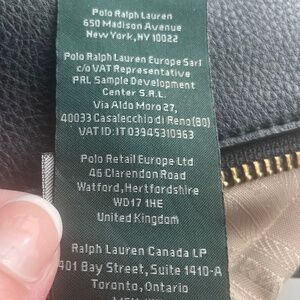 Polo Ralph Lauren
650 Madison Avenue
New York, NY 10022
Polo Ralph Lauren Europe Sarl
c/o VAT Representative
PRL Sample Development
Center S.R.L.
Via Aldo Moro 27,
40033 Casalecchio di Reno (BO)
VAT ID: IT03945310963
Polo Retail Europe Ltd
46 Clarendon Road
Watford, Hertfordshire
WD17 1HE
United Kingdom
Ralph Lauren Canada LP
401 Bay Street, Suite 1410-A
Toronto, Ontario